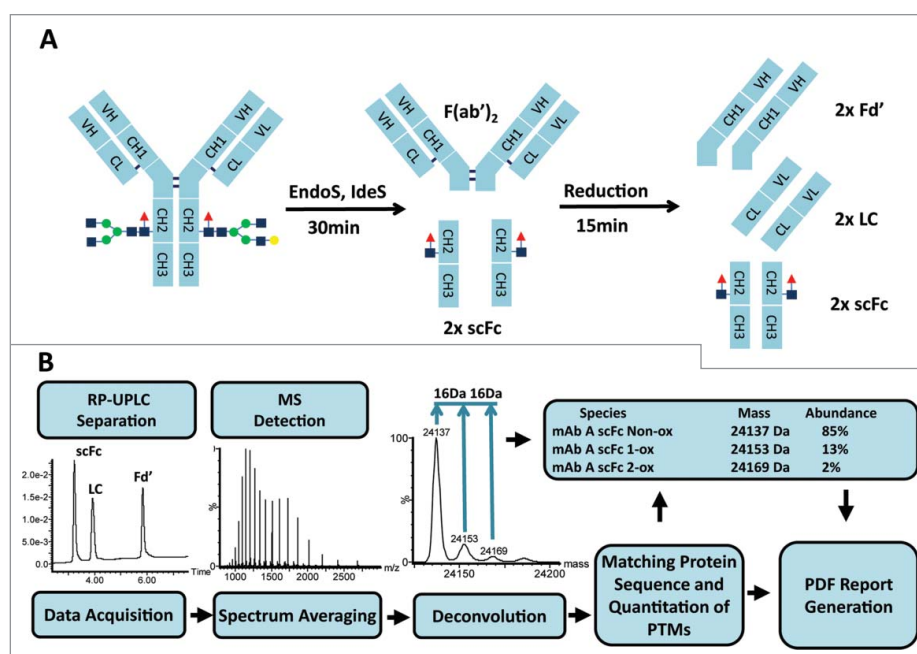 A
VH
VH
CH1
CL
VH
VL
CH1
CL
CH2
CH2
CH3
CH3
EndoS, IdeS
30min
F(ab')2
VH
VH
CH1
CL
VH
VL
CH1
CL
CH2
CH2
CH3
CH3
2x scFc
Reduction
15min
VH
VH
CH1
CH1
2x Fd'
VL
VL
CL
CL
2x LC
CH2
CH2
CH3
CH3
2x scFc
B
RP-UPLC
Separation
MS
Detection
scFc
LC
Fd'
2.0e-2
1.5e-2
5.0e-3
0.0
4.00
6.00
Time
%
1000
1500
2000
2500
m/z
16Da 16Da
100
%
24137
24153
24169
24150
24200
mass
Species Mass Abundance
mAb A scFc Non-ox 24137 Da 85%
mAb A scFc 1-ox 24153 Da 13%
mAb A scFc 2-ox 24169 Da 2%
Data Acquisition
Spectrum Averaging
Deconvolution
Matching Protein
Sequence and
Quantitation of
PTMs
PDF Report
Generation